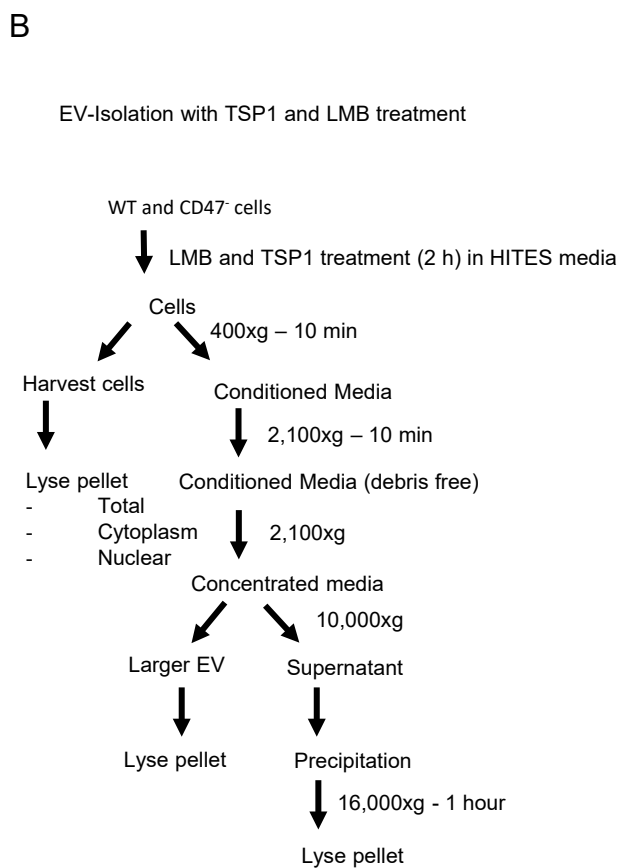 B
EV-Isolation with TSP1 and LMB treatment
WT and CD47- cells
LMB and TSP1 treatment (2 h) in HITES media
Cells
400xg – 10 min
Harvest cells
Conditioned Media
2,100xg – 10 min
Lyse pellet
- Total
- Cytoplasm
- Nuclear
Conditioned Media (debris free)
2,100xg
Concentrated media
10,000xg
Larger EV
Supernatant
Lyse pellet
Precipitation
16,000xg - 1 hour
Lyse pellet